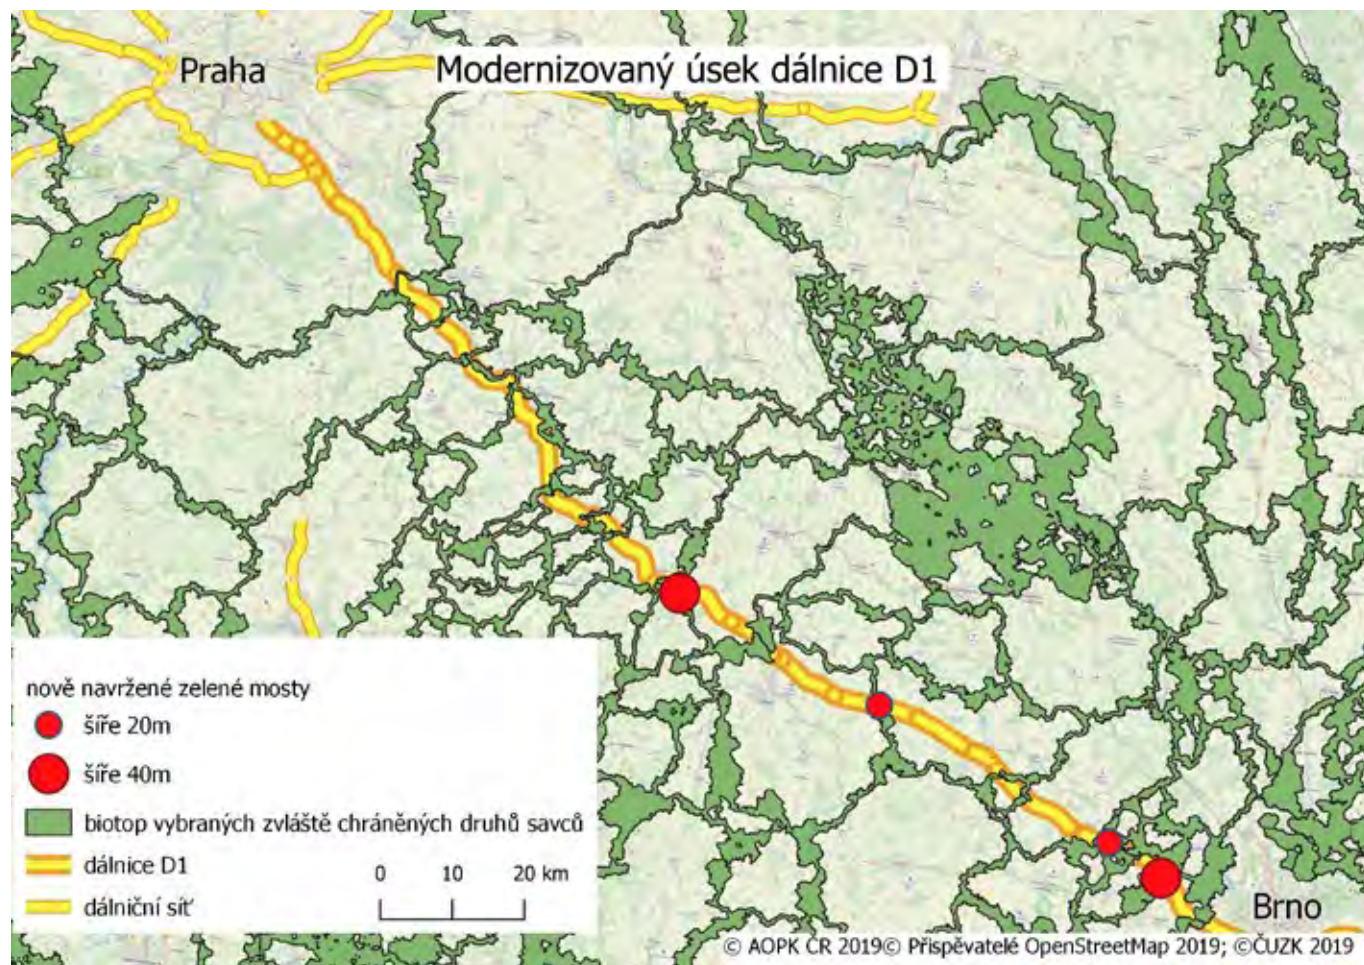 Praha
Modernizovaný úsek dálnice D1
nově navržené zelené mosty
šíře 20m
šíře 40m
biotop vybraných zvláště chráněných druhů savců
dálnice D1
dálniční síť
0 10 20 km
Brno
© AOPK ČR 2019© Přispěvatelé OpenStreetMap 2019; ©ČUZK 2019